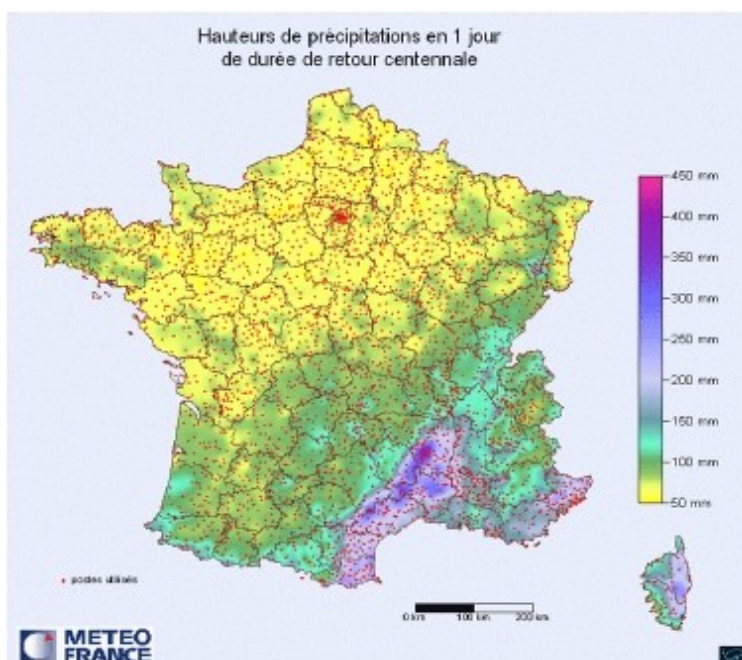 Hauteurs de précipitations en 1 jour
de durée de retour centennale
450 mm
400 mm
350 mm
300 mm
250 mm
200 mm
150 mm
100 mm
50 mm
postes utilisés
0 km 100 km 200 km
METEO
FRANCE